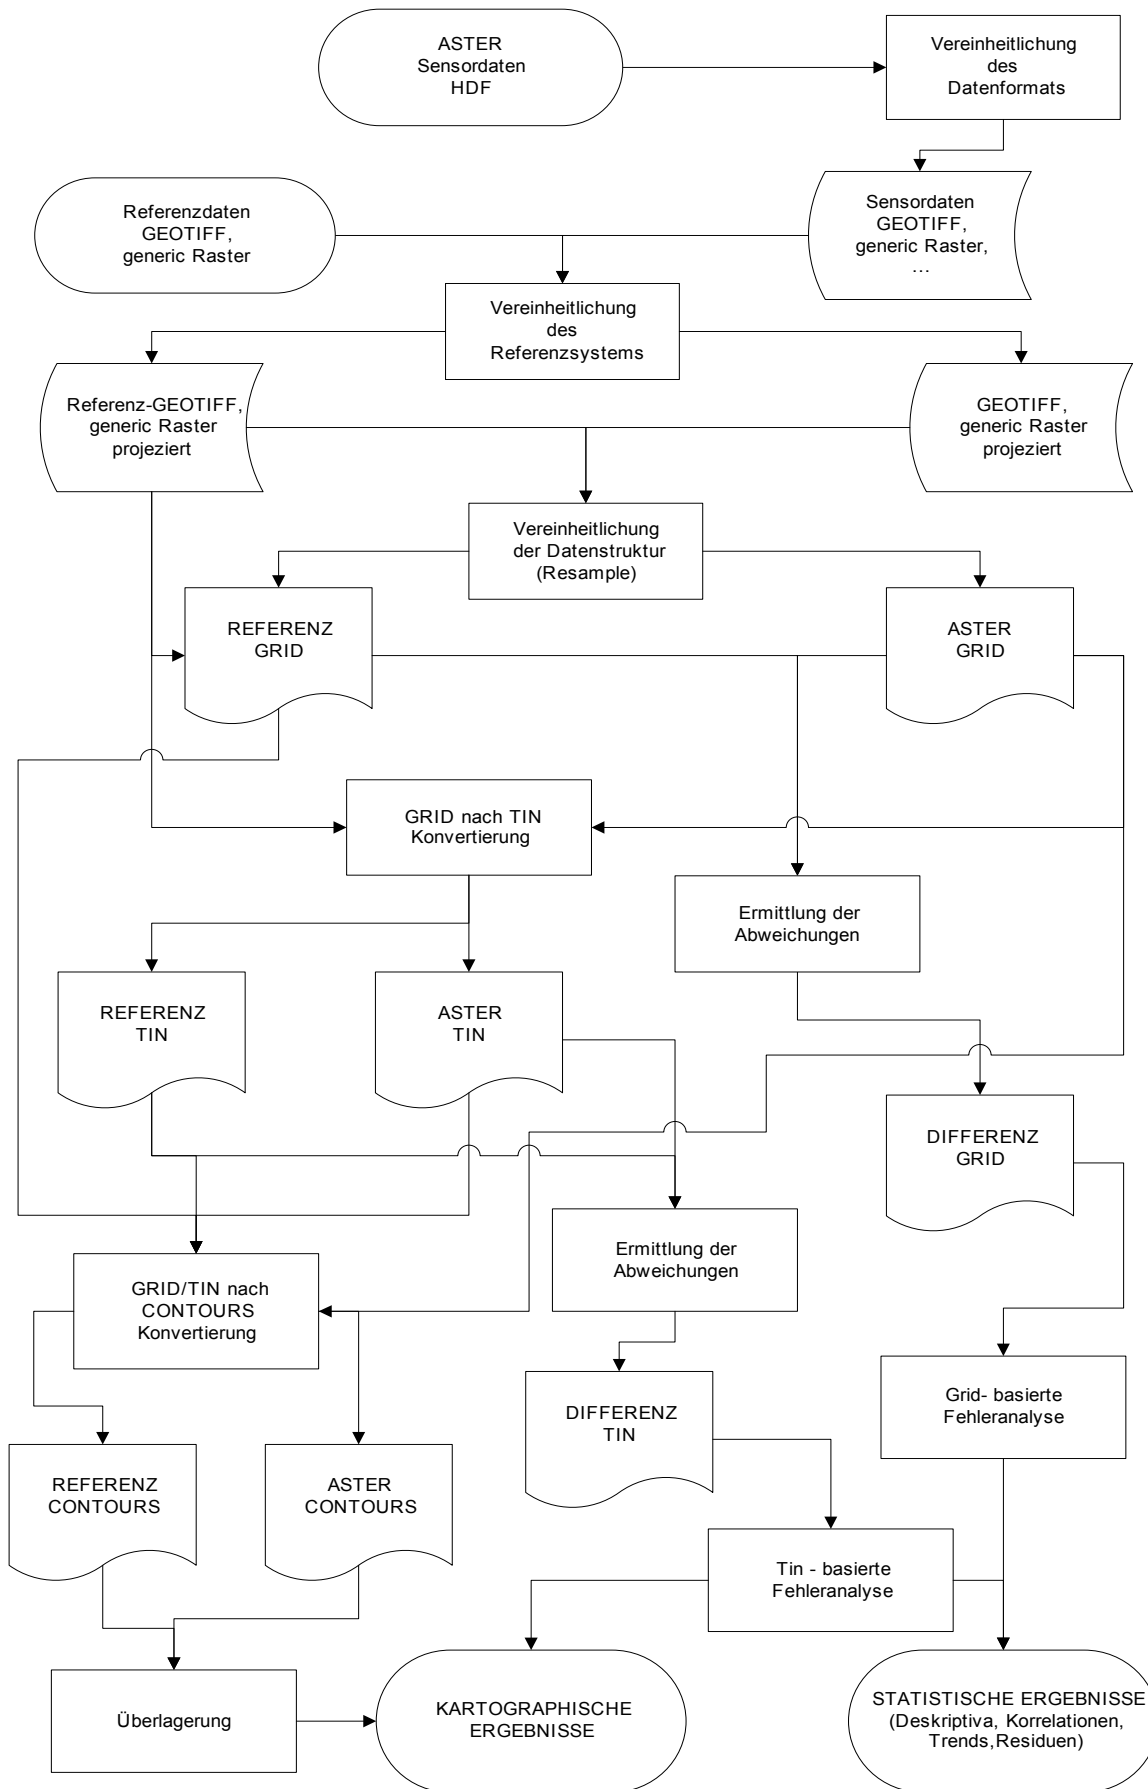 ASTER
Sensordaten
HDF
Vereinheitlichung
des
Datenformats
Referenzdaten
GEOTIFF,
generic Raster
Sensordaten
GEOTIFF,
generic Raster,
…
Vereinheitlichung
des
Referenzsystems
Referenz-GEOTIFF,
generic Raster
projeziert
GEOTIFF,
generic Raster
projeziert
Vereinheitlichung
der Datenstruktur
(Resample)
REFERENZ
GRID
ASTER
GRID
GRID nach TIN
Konvertierung
Ermittlung der
Abweichungen
REFERENZ
TIN
ASTER
TIN
DIFFERENZ
GRID
Ermittlung der
Abweichungen
GRID/TIN nach
CONTOURS
Konvertierung
DIFFERENZ
TIN
Grid- basierte
Fehleranalyse
REFERENZ
CONTOURS
ASTER
CONTOURS
Tin - basierte
Fehleranalyse
Überlagerung
KARTOGRAPHISCHE
ERGEBNISSE
STATISTISCHE ERGEBNISSE
(Deskriptiva, Korrelationen,
Trends,Residuen)